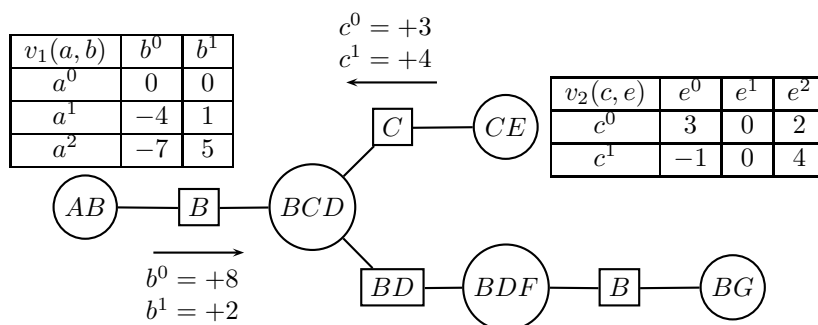 c⁰ = +3
c¹ = +4
v₁(a, b) b⁰ b¹
a⁰ 0 0
a¹ −4 1
a² −7 5
v₂(c, e) e⁰ e¹ e²
c⁰ 3 0 2
c¹ −1 0 4
C CE
AB B BCD
b⁰ = +8
b¹ = +2
BD BDF B BG